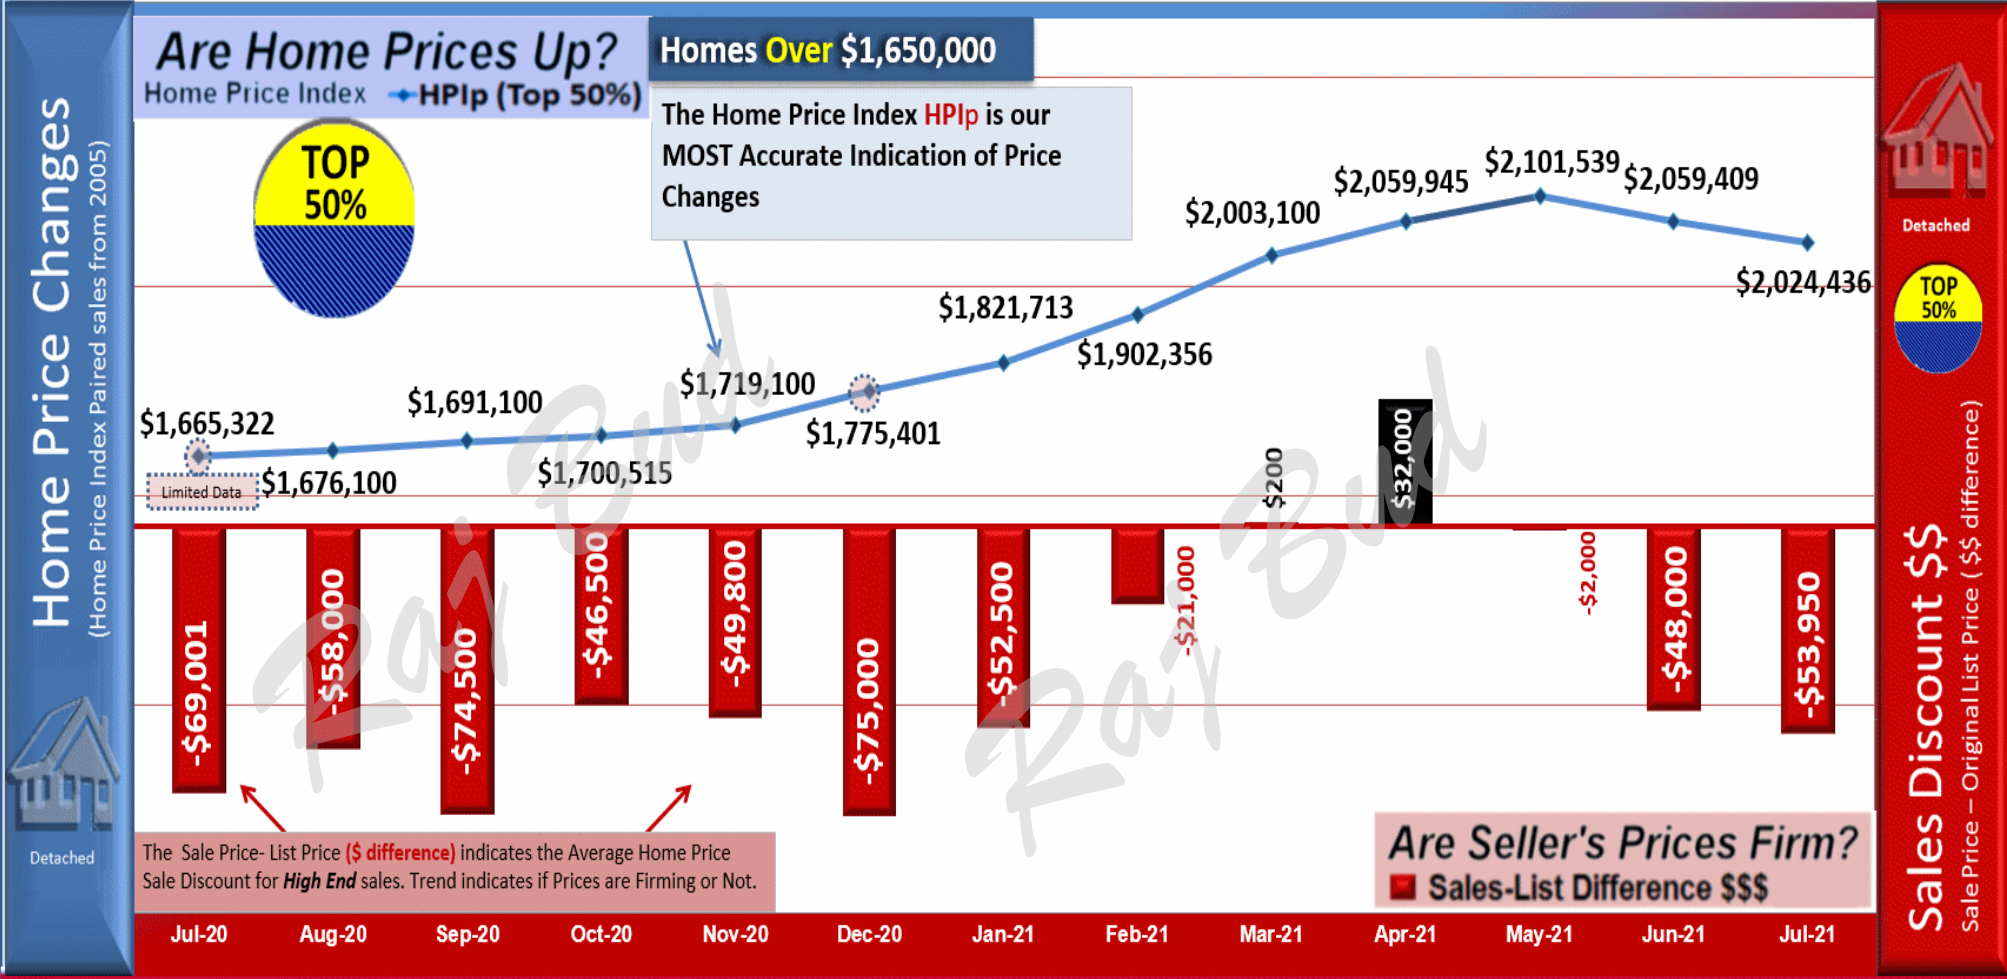 Home Price Changes
(Home Price Index Paired sales from 2005)
Detached
Are Home Prices Up?
Home Price Index HPIp (Top 50%)
Homes Over $1,650,000
The Home Price Index HPIp is our
MOST Accurate Indication of Price
Changes
TOP
50%
$1,665,322
$1,676,100
$1,691,100
$1,700,515
$1,719,100
$1,775,401
$1,821,713
$1,902,356
$2,003,100
$2,059,945
$2,101,539
$2,059,409
$2,024,436
Limited Data
-$69,001
-$58,000
-$74,500
-$46,500
-$49,800
-$75,000
-$52,500
-$21,000
$200
$32,000
-$2,000
-$48,000
-$53,950
Raj Bud
Raj Bud
The Sale Price- List Price ($ difference) indicates the Average Home Price
Sale Discount for High End sales. Trend indicates if Prices are Firming or Not.
Are Seller's Prices Firm?
Sales-List Difference $$$
Jul-20 Aug-20 Sep-20 Oct-20 Nov-20 Dec-20 Jan-21 Feb-21 Mar-21 Apr-21 May-21 Jun-21 Jul-21
Detached
TOP
50%
Sales Discount $$
Sale Price – Original List Price ( $$ difference)